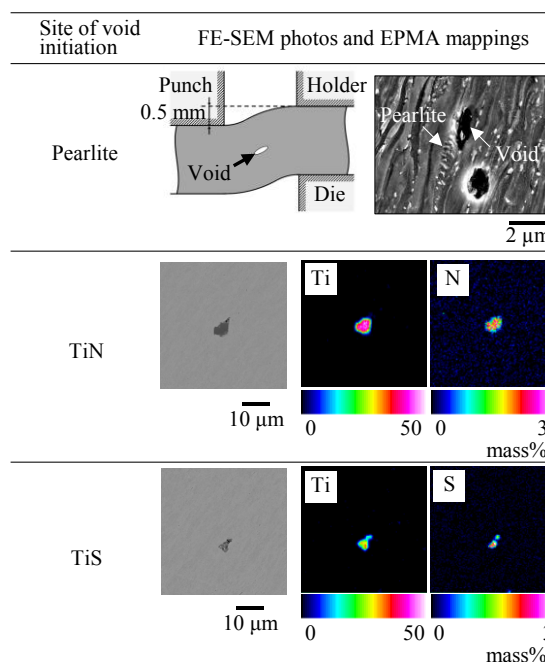 Site of void initiation
FE-SEM photos and EPMA mappings
Pearlite
Punch
Holder
0.5 mm
Void
Die
Pearlite
Void
2 μm
TiN
Ti
N
10 μm
0 50
0 3
mass%
TiS
Ti
S
10 μm
0 50
0
mass%